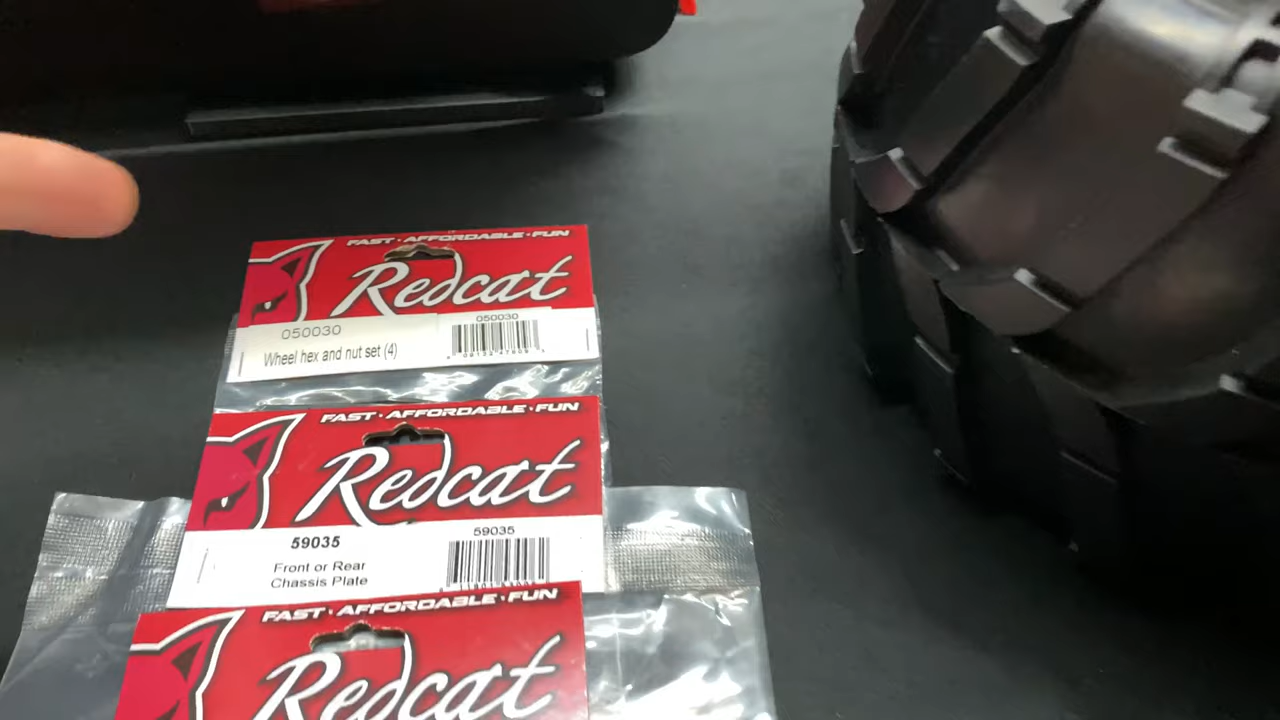 FAST · AFFORDABLE · FUN
Redcat
050030
050030
Wheel hex and nut set (4)
FAST · AFFORDABLE · FUN
Redcat
59035
59035
Front or Rear
Chassis Plate
FAST · AFFORDABLE · FUN
Redcat